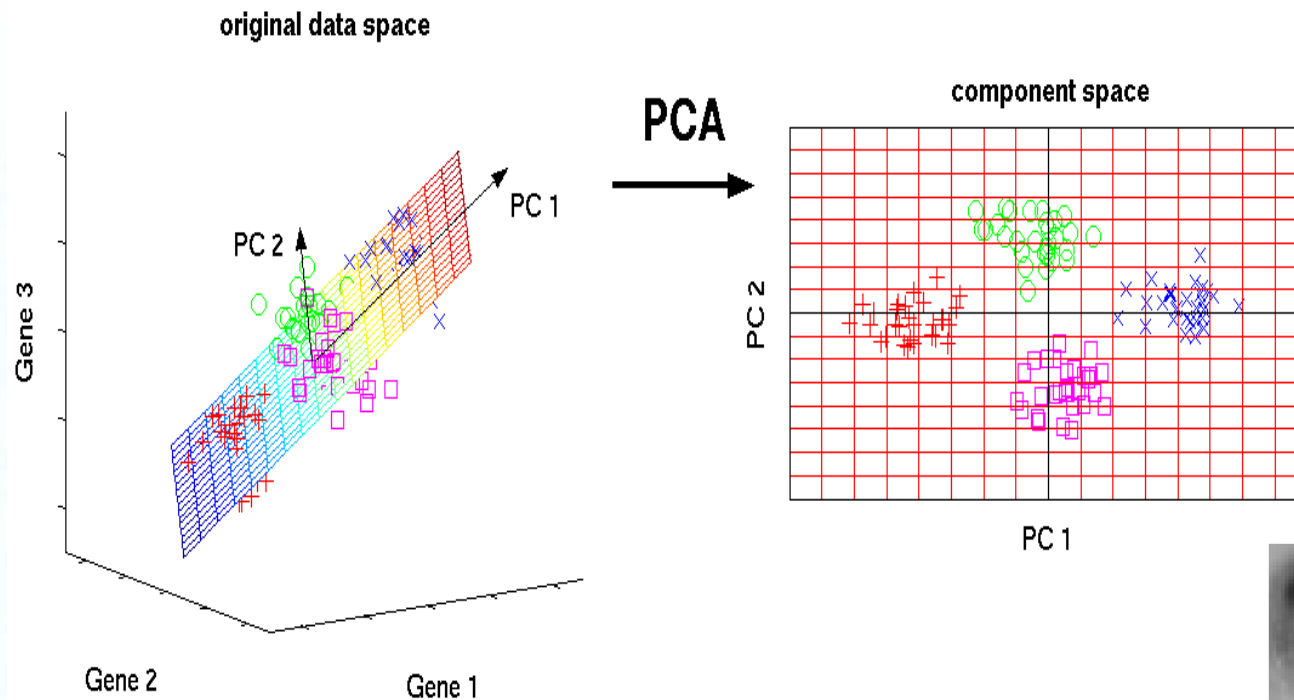 original data space
PCA
component space
PC 1
PC 2
Gene 3
Gene 2
Gene 1
PC 2
PC 1